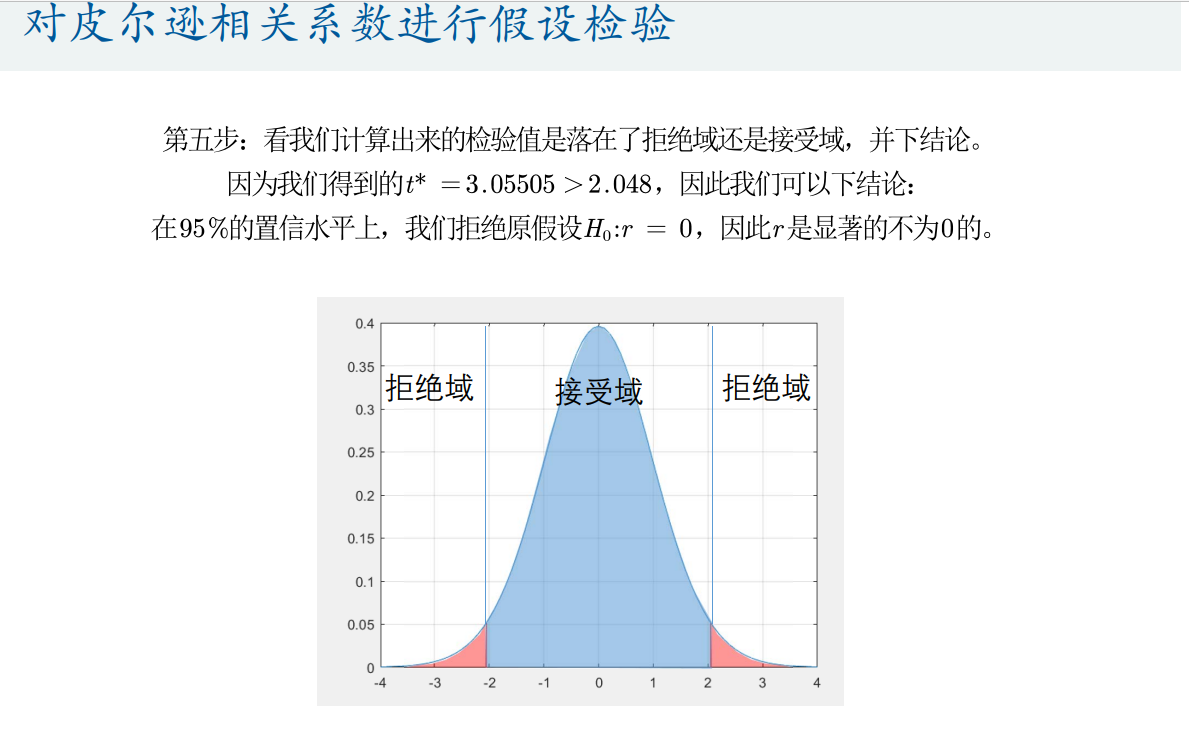 对皮尔逊相关系数进行假设检验
第五步：看我们计算出来的检验值是落在了拒绝域还是接受域，并下结论。
因为我们得到的t* =3.05505>2.048，因此我们可以下结论：
在95%的置信水平上，我们拒绝原假设H₀:r = 0，因此r是显著的不为0的。
0.4
0.35
拒绝域 接受域 拒绝域
0.3
0.25
0.2
0.15
0.1
0.05
0
-4 -3 -2 -1 0 1 2 3 4